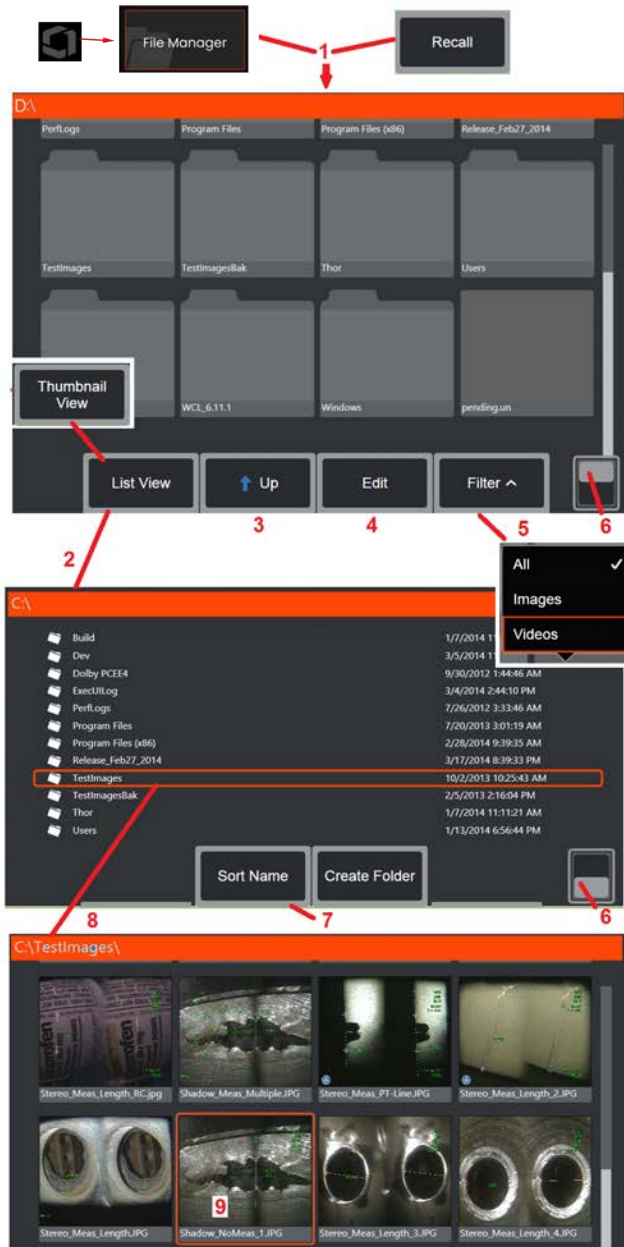 File Manager
1
Recall
D:\
PerfLogs Program Files Program Files (x86) Release_Feb27_2014
TestImages TestImagesBak Thor Users
Thumbnail
View
WCL_6.11.1 Windows pending.un
List View Up Edit Filter
2 3 4 5 6
All
Images
Videos
C:\
Build 1/7/2014
Dev 3/5/2014
Dolby PCEE4 9/30/2012 1:44:46 AM
ExecUILog 3/4/2014 2:44:10 PM
PerfLogs 7/26/2012 3:33:46 AM
Program Files 7/20/2013 3:01:19 AM
Program Files (x86) 2/28/2014 9:39:35 AM
Release_Feb27_2014 3/17/2014 8:39:33 PM
TestImages 10/2/2013 10:25:43 AM
TestImagesBak 2/5/2013 2:16:04 PM
Thor 1/7/2014 11:11:21 AM
Users 1/13/2014 6:56:44 PM
Sort Name Create Folder
8 7 6
C:\TestImages\
Stereo_Meas_Length_RC.jpg Shadow_Meas_Multiple.JPG Stereo_Meas_PT-Line.JPG Stereo_Meas_Length_2.JPG
9
Stereo_Meas_Length.JPG Shadow_NoMeas_1.JPG Stereo_Meas_Length_3.JPG Stereo_Meas_Length_4.JPG